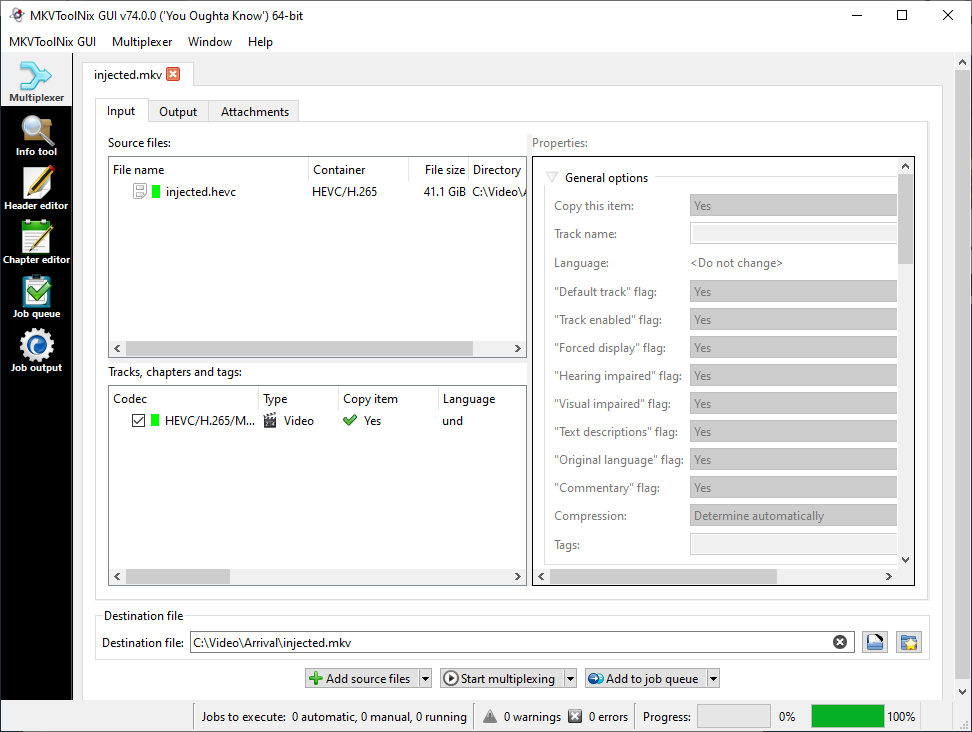 MKVToolNix GUI v74.0.0 ('You Oughta Know') 64-bit
MKVToolNix GUI Multiplexer Window Help
Multiplexer
Info tool
Header editor
Chapter editor
Job queue
Job output
injected.mkv
Input Output Attachments
Source files:
File name Container File size Directory
injected.hevc HEVC/H.265 41.1 GiB C:\Video\A
Tracks, chapters and tags:
Codec Type Copy item Language
HEVC/H.265/M... Video Yes und
Properties:
General options
Copy this item: Yes
Track name:
Language: <Do not change>
"Default track" flag: Yes
"Track enabled" flag: Yes
"Forced display" flag: Yes
"Hearing impaired" flag: Yes
"Visual impaired" flag: Yes
"Text descriptions" flag: Yes
"Original language" flag: Yes
"Commentary" flag: Yes
Compression: Determine automatically
Tags:
Destination file
Destination file: C:\Video\Arrival\injected.mkv
Add source files Start multiplexing Add to job queue
Jobs to execute: 0 automatic, 0 manual, 0 running 0 warnings 0 errors Progress: 0% 100%